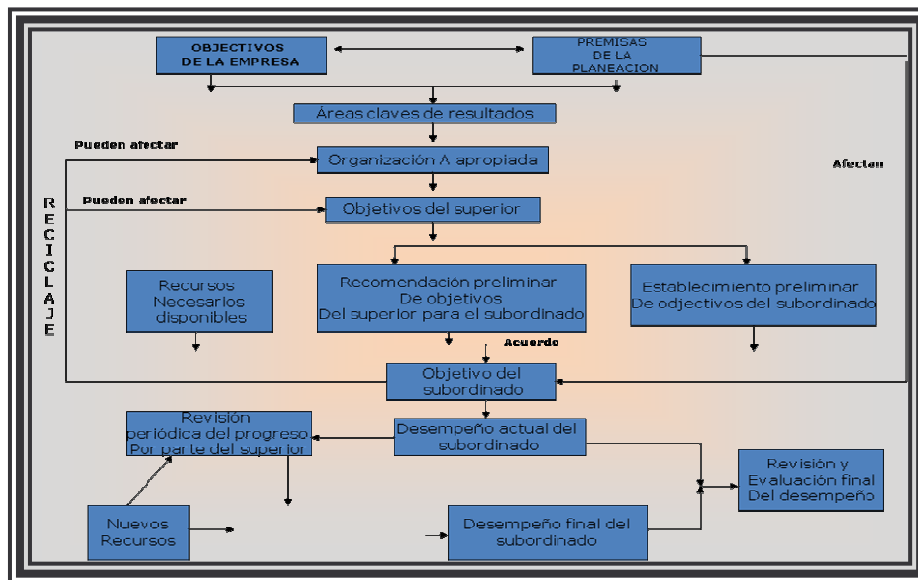 OBJECTIVOS
DE LA EMPRESA
PREMISAS
DE LA
PLANEACION
Áreas claves de resultados
Pueden afectar
Organización A apropiada
Afectan
Pueden afectar
Objetivos del superior
RECICLAJE
Recursos
Necesarios
disponibles
Recomendación preliminar
De objetivos
Del superior para el subordinado
Establecimiento preliminar
De odjectivos del subordinado
Acuerdo
Objetivo del
subordinado
Revisión
periódica del progreso
Por parte del superior
Desempeño actual del
subordinado
Revisión y
Evaluación final
Del desempeño
Nuevos
Recursos
Desempeño final del
subordinado